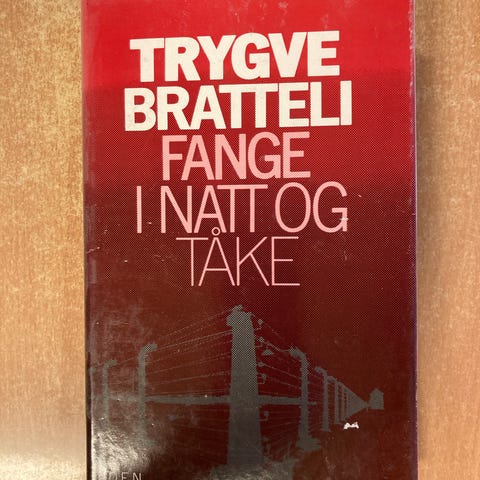 TRYGVE
BRATTELI
FANGE
I NATT OG
TÅKE